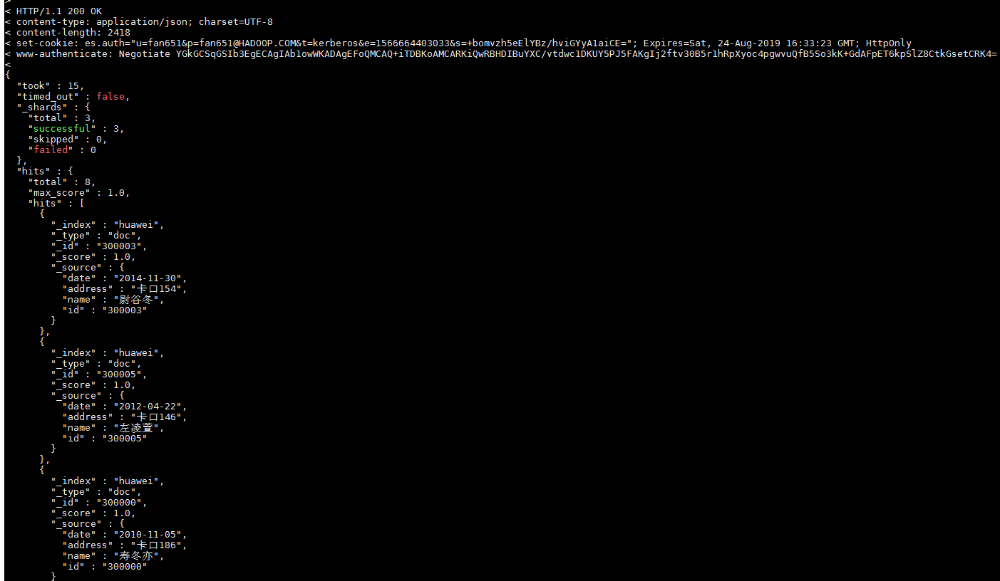 >
< HTTP/1.1 200 OK
< content-type: application/json; charset=UTF-8
< content-length: 2418
< set-cookie: es.auth="u=fan651&p=fan651@HADOOP.COM&t=kerberos&e=1566664403033&s=+bomvzh5eElYBz/hviGYyA1aiCE="; Expires=Sat, 24-Aug-2019 16:33:23 GMT; HttpOnly
< www-authenticate: Negotiate YGkGCSqGSIb3EgECAgIAb1owWKADAgEFoQMCAQ+iTDBKoAMCARKiQwRBHDIBuYXC/vtdwc1DKUY5PJ5FAKgIj2ftv30B5r1hRpXyoc4pgwvuQfB5So3kK+GdAFpET6kpSlZ8CtkGsetCRK4=
<
{
  "took" : 15,
  "timed_out" : false,
  "_shards" : {
    "total" : 3,
    "successful" : 3,
    "skipped" : 0,
    "failed" : 0
  },
  "hits" : {
    "total" : 8,
    "max_score" : 1.0,
    "hits" : [
      {
        "_index" : "huawei",
        "_type" : "doc",
        "_id" : "300003",
        "_score" : 1.0,
        "_source" : {
          "date" : "2014-11-30",
          "address" : "卡口154",
          "name" : "尉谷冬",
          "id" : "300003"
        }
      },
      {
        "_index" : "huawei",
        "_type" : "doc",
        "_id" : "300005",
        "_score" : 1.0,
        "_source" : {
          "date" : "2012-04-22",
          "address" : "卡口146",
          "name" : "左凌萱",
          "id" : "300005"
        }
      },
      {
        "_index" : "huawei",
        "_type" : "doc",
        "_id" : "300000",
        "_score" : 1.0,
        "_source" : {
          "date" : "2010-11-05",
          "address" : "卡口186",
          "name" : "寿冬亦",
          "id" : "300000"
        }